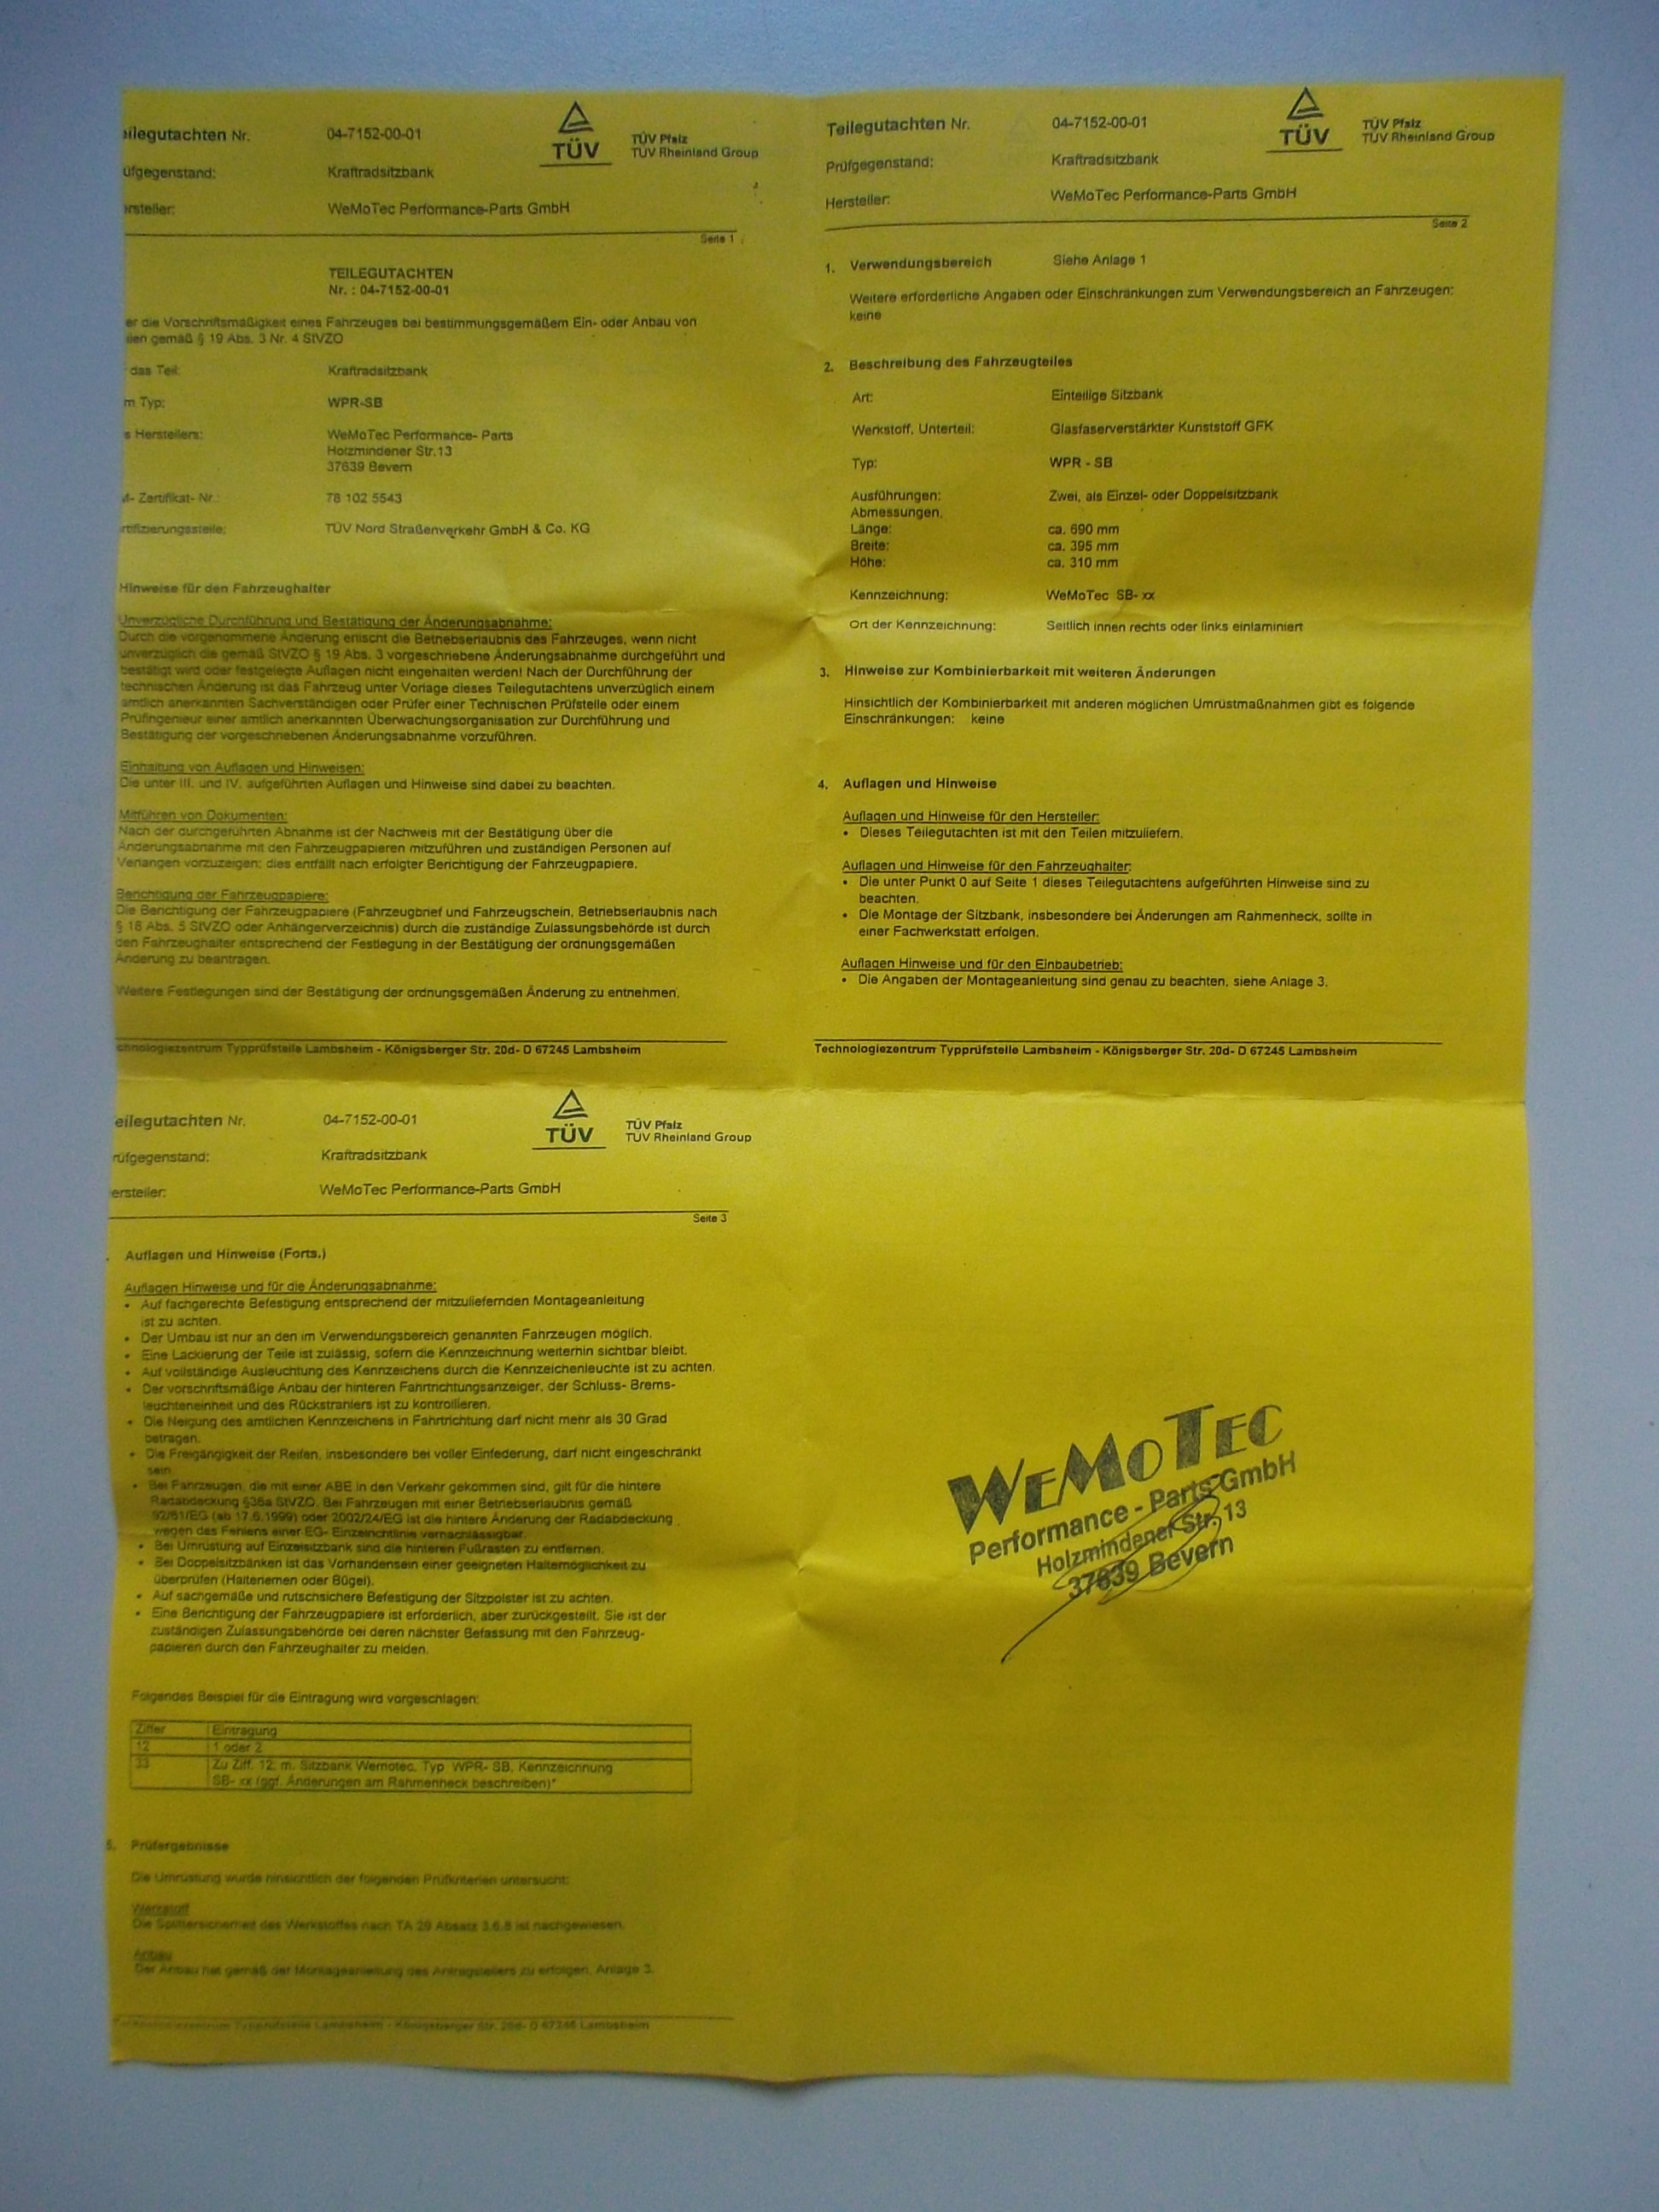 eilegutachten Nr. 04-7152-00-01
TÜV
TÜV Pfalz
TÜV Rheinland Group
üfgegenstand: Kraftradsitzbank
ersteller: WeMoTec Performance-Parts GmbH
Seite 1
TEILEGUTACHTEN
Nr. : 04-7152-00-01
er die Vorschriftsmäßigkeit eines Fahrzeuges bei bestimmungsgemäßem Ein- oder Anbau von
ilen gemäß § 19 Abs. 3 Nr. 4 StVZO
das Teil: Kraftradsitzbank
m Typ: WPR-SB
s Herstellers: WeMoTec Performance- Parts
Holzmindener Str.13
37639 Bevern
M- Zertifikat- Nr.: 78 102 5543
rtifizierungsstelle: TÜV Nord Straßenverkehr GmbH & Co. KG
Hinweise für den Fahrzeughalter
Unverzügliche Durchführung und Bestätigung der Änderungsabnahme:
Durch die vorgenommene Änderung erlischt die Betriebserlaubnis des Fahrzeuges, wenn nicht
unverzüglich die gemäß StVZO § 19 Abs. 3 vorgeschriebene Änderungsabnahme durchgeführt und
bestätigt wird oder festgelegte Auflagen nicht eingehalten werden! Nach der Durchführung der
technischen Änderung ist das Fahrzeug unter Vorlage dieses Teilegutachtens unverzüglich einem
amtlich anerkannten Sachverständigen oder Prüfer einer Technischen Prüfstelle oder einem
Prüfingenieur einer amtlich anerkannten Überwachungsorganisation zur Durchführung und
Bestätigung der vorgeschriebenen Änderungsabnahme vorzuführen.
Einhaltung von Auflagen und Hinweisen:
Die unter III. und IV. aufgeführten Auflagen und Hinweise sind dabei zu beachten.
Mitführen von Dokumenten:
Nach der durchgeführten Abnahme ist der Nachweis mit der Bestätigung über die
Änderungsabnahme mit den Fahrzeugpapieren mitzuführen und zuständigen Personen auf
Verlangen vorzuzeigen; dies entfällt nach erfolgter Berichtigung der Fahrzeugpapiere.
Berichtigung der Fahrzeugpapiere:
Die Berichtigung der Fahrzeugpapiere (Fahrzeugbrief und Fahrzeugschein, Betriebserlaubnis nach
§ 18 Abs. 5 StVZO oder Anhängerverzeichnis) durch die zuständige Zulassungsbehörde ist durch
den Fahrzeughalter entsprechend der Festlegung in der Bestätigung der ordnungsgemäßen
Änderung zu beantragen.
Weitere Festlegungen sind der Bestätigung der ordnungsgemäßen Änderung zu entnehmen.
chnologiezentrum Typprüfstelle Lambsheim - Königsberger Str. 20d- D 67245 Lambsheim
Teilegutachten Nr. 04-7152-00-01
TÜV
TÜV Pfalz
TÜV Rheinland Group
Prüfgegenstand: Kraftradsitzbank
Hersteller: WeMoTec Performance-Parts GmbH
Seite 2
1. Verwendungsbereich Siehe Anlage 1
Weitere erforderliche Angaben oder Einschränkungen zum Verwendungsbereich an Fahrzeugen:
keine
2. Beschreibung des Fahrzeugteiles
Art: Einteilige Sitzbank
Werkstoff, Unterteil: Glasfaserverstärkter Kunststoff GFK
Typ: WPR - SB
Ausführungen: Zwei, als Einzel- oder Doppelsitzbank
Abmessungen,
Länge: ca. 690 mm
Breite: ca. 395 mm
Höhe: ca. 310 mm
Kennzeichnung: WeMoTec SB- xx
Ort der Kennzeichnung: Seitlich innen rechts oder links einlaminiert
3. Hinweise zur Kombinierbarkeit mit weiteren Änderungen
Hinsichtlich der Kombinierbarkeit mit anderen möglichen Umrüstmaßnahmen gibt es folgende
Einschränkungen: keine
4. Auflagen und Hinweise
Auflagen und Hinweise für den Hersteller:
• Dieses Teilegutachten ist mit den Teilen mitzuliefern.
Auflagen und Hinweise für den Fahrzeughalter:
• Die unter Punkt 0 auf Seite 1 dieses Teilegutachtens aufgeführten Hinweise sind zu
beachten.
• Die Montage der Sitzbank, insbesondere bei Änderungen am Rahmenheck, sollte in
einer Fachwerkstatt erfolgen.
Auflagen Hinweise und für den Einbaubetrieb:
• Die Angaben der Montageanleitung sind genau zu beachten, siehe Anlage 3.
Technologiezentrum Typprüfstelle Lambsheim - Königsberger Str. 20d- D 67245 Lambsheim
eilegutachten Nr. 04-7152-00-01
TÜV
TÜV Pfalz
TÜV Rheinland Group
rüfgegenstand: Kraftradsitzbank
ersteller: WeMoTec Performance-Parts GmbH
Seite 3
. Auflagen und Hinweise (Forts.)
Auflagen Hinweise und für die Änderungsabnahme:
• Auf fachgerechte Befestigung entsprechend der mitzuliefernden Montageanleitung
ist zu achten.
• Der Umbau ist nur an den im Verwendungsbereich genannten Fahrzeugen möglich.
• Eine Lackierung der Teile ist zulässig, sofern die Kennzeichnung weiterhin sichtbar bleibt.
• Auf vollständige Ausleuchtung des Kennzeichens durch die Kennzeichenleuchte ist zu achten.
• Der vorschriftsmäßige Anbau der hinteren Fahrtrichtungsanzeiger, der Schluss- Brems-
leuchteneinheit und des Rückstrahlers ist zu kontrollieren.
• Die Neigung des amtlichen Kennzeichens in Fahrtrichtung darf nicht mehr als 30 Grad
betragen.
• Die Freigängigkeit der Reifen, insbesondere bei voller Einfederung, darf nicht eingeschränkt
sein.
• Bei Fahrzeugen, die mit einer ABE in den Verkehr gekommen sind, gilt für die hintere
Radabdeckung §36a StVZO. Bei Fahrzeugen mit einer Betriebserlaubnis gemäß
92/61/EG (ab 17.6.1999) oder 2002/24/EG ist die hintere Änderung der Radabdeckung
wegen des Fehlens einer EG- Einzelrichtlinie vernachlässigbar.
• Bei Umrüstung auf Einzelsitzbank sind die hinteren Fußrasten zu entfernen.
• Bei Doppelsitzbänken ist das Vorhandensein einer geeigneten Haltemöglichkeit zu
überprüfen (Halteriemen oder Bügel).
• Auf sachgemäße und rutschsichere Befestigung der Sitzpolster ist zu achten.
• Eine Berichtigung der Fahrzeugpapiere ist erforderlich, aber zurückgestellt. Sie ist der
zuständigen Zulassungsbehörde bei deren nächster Befassung mit den Fahrzeug-
papieren durch den Fahrzeughalter zu melden.
Folgendes Beispiel für die Eintragung wird vorgeschlagen:
Ziffer Eintragung
12 1 oder 2
33 Zu Ziff. 12: m. Sitzbank Wemotec, Typ WPR- SB, Kennzeichnung
SB- xx (ggf. Änderungen am Rahmenheck beschreiben)*
5. Prüfergebnisse
Die Umrüstung wurde hinsichtlich der folgenden Prüfkriterien untersucht:
Werkstoff
Die Splittersicherheit des Werkstoffes nach TA 29 Absatz 3.6.8 ist nachgewiesen.
Anbau
Der Anbau hat gemäß der Montageanleitung des Antragstellers zu erfolgen, Anlage 3.
Typprüfstelle Lambsheim - Königsberger Str. 20d- D 67245 Lambsheim
WEMOTEC
Performance - Parts GmbH
Holzmindener Str. 13
37639 Bevern